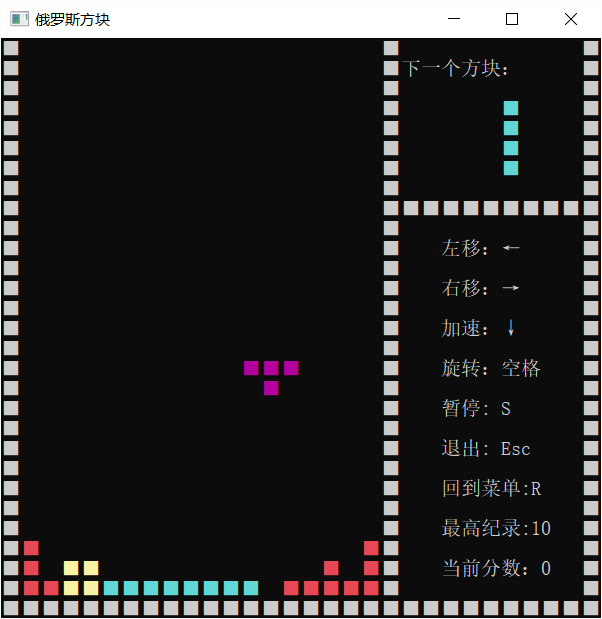 俄罗斯方块
下一个方块：
左移：←
右移：→
加速：↓
旋转：空格
暂停: S
退出: Esc
回到菜单:R
最高纪录:10
当前分数：0